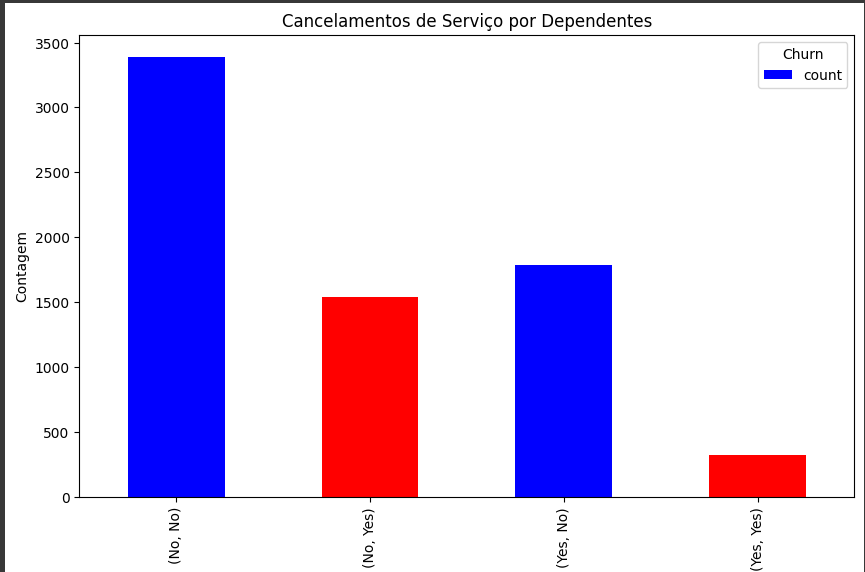 Cancelamentos de Serviço por Dependentes
Churn
count
Contagem
3500
3000
2500
2000
1500
1000
500
0
(No, No)
(No, Yes)
(Yes, No)
(Yes, Yes)